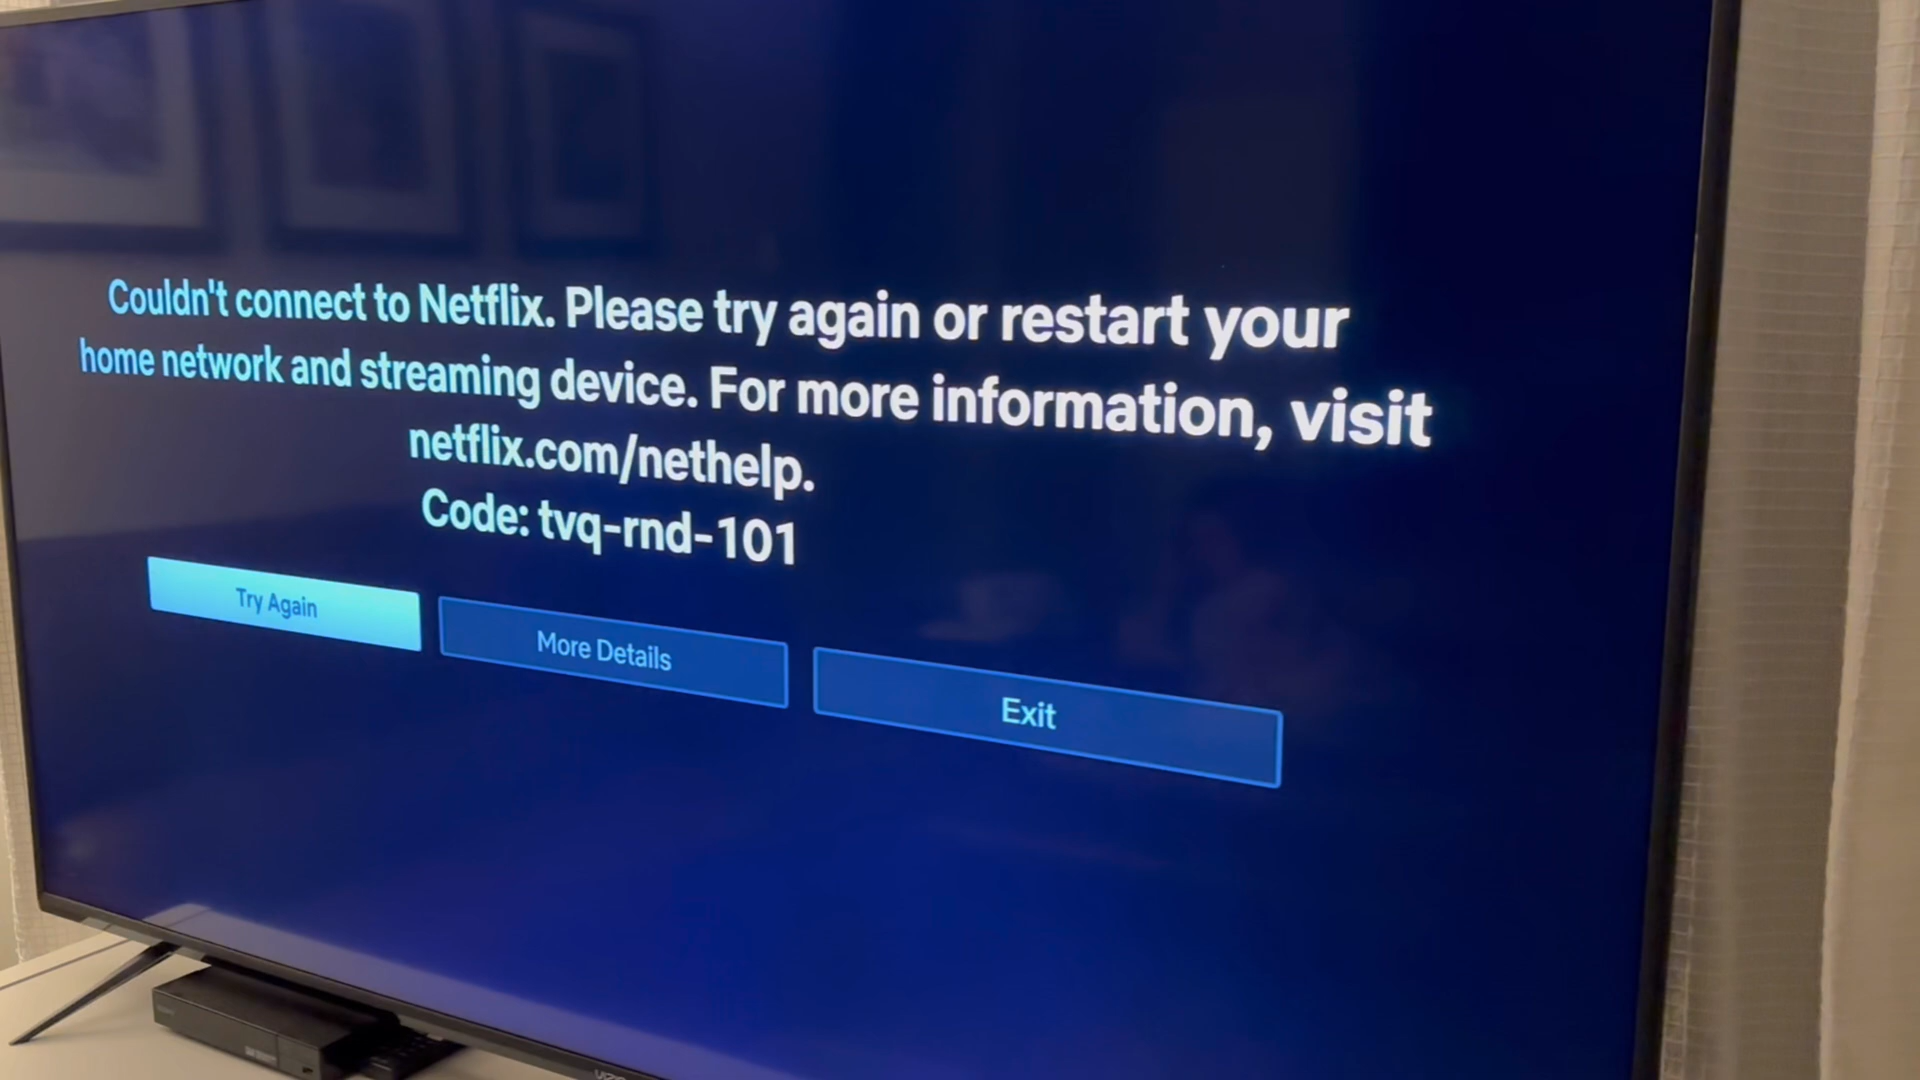 Couldn't connect to Netflix. Please try again or restart your
home network and streaming device. For more information, visit
netflix.com/nethelp.
Code: tvq-rnd-101
Try Again
More Details
Exit